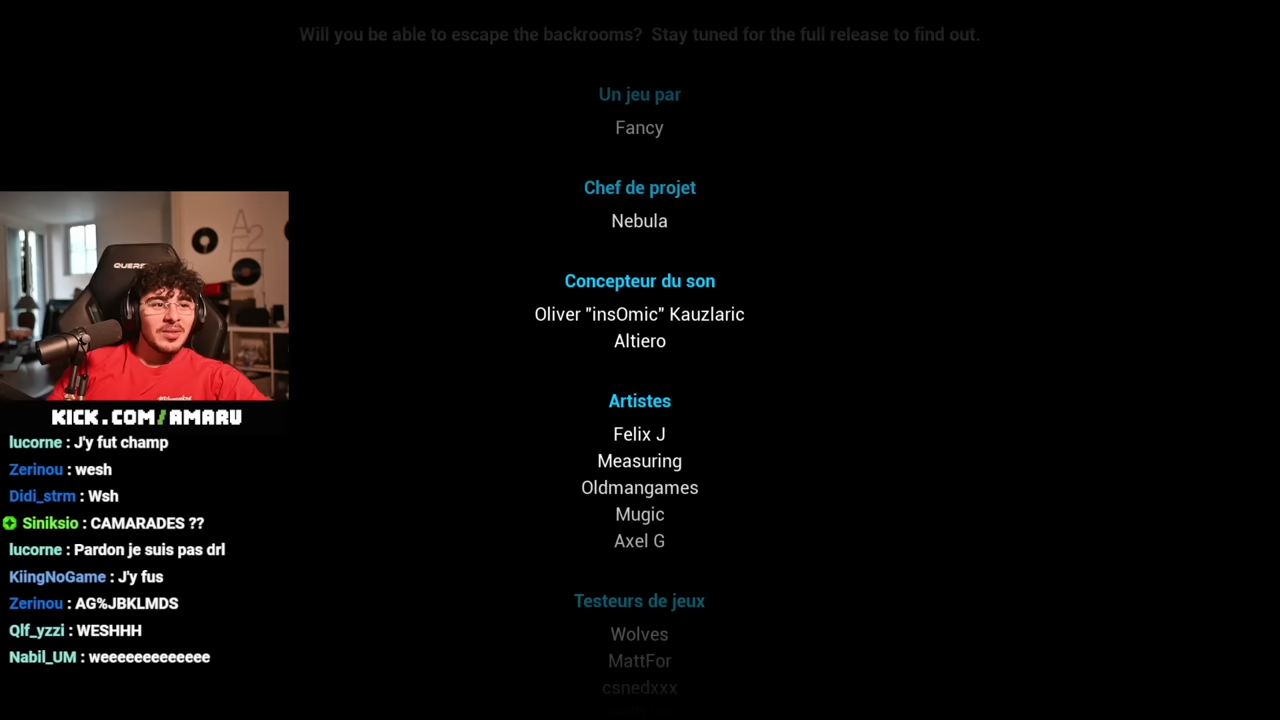 Will you be able to escape the backrooms? Stay tuned for the full release to find out.
Un jeu par
Fancy
Chef de projet
Nebula
Concepteur du son
Oliver "insOmic" Kauzlaric
Altiero
Artistes
Felix J
Measuring
Oldmangames
Mugic
Axel G
Testeurs de jeux
Wolves
MattFor
csnedxxx
KICK.COM/AMARU
lucorne : J'y fut champ
Zerinou : wesh
Didi_strm : Wsh
Siniksio : CAMARADES ??
lucorne : Pardon je suis pas drl
KiingNoGame : J'y fus
Zerinou : AG%JBKLMDS
Qlf_yzzi : WESHHH
Nabil_UM : weeeeeeeeeeeee